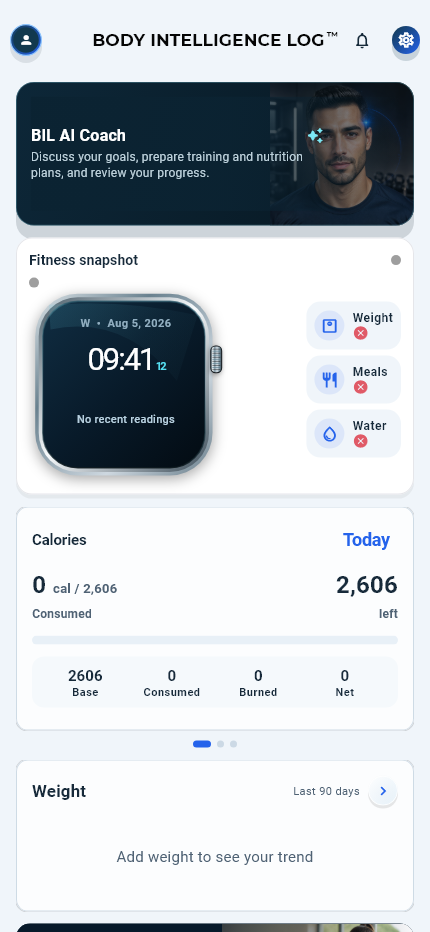 BODY INTELLIGENCE LOG™
BIL AI Coach
Discuss your goals, prepare training and nutrition
plans, and review your progress.
Fitness snapshot
W • Aug 5, 2026
09:41 12
No recent readings
Weight
Meals
Water
Calories
Today
0 cal / 2,606
2,606
Consumed
left
2606 0 0 0
Base Consumed Burned Net
Weight
Last 90 days
Add weight to see your trend